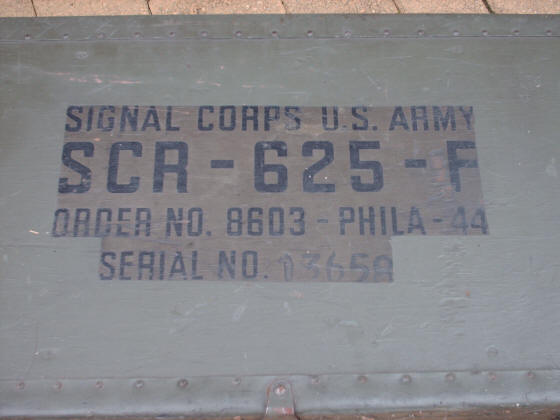 SIGNAL CORPS U.S. ARMY
SCR - 625 - F
ORDER NO. 8603 - PHILA - 44
SERIAL NO.